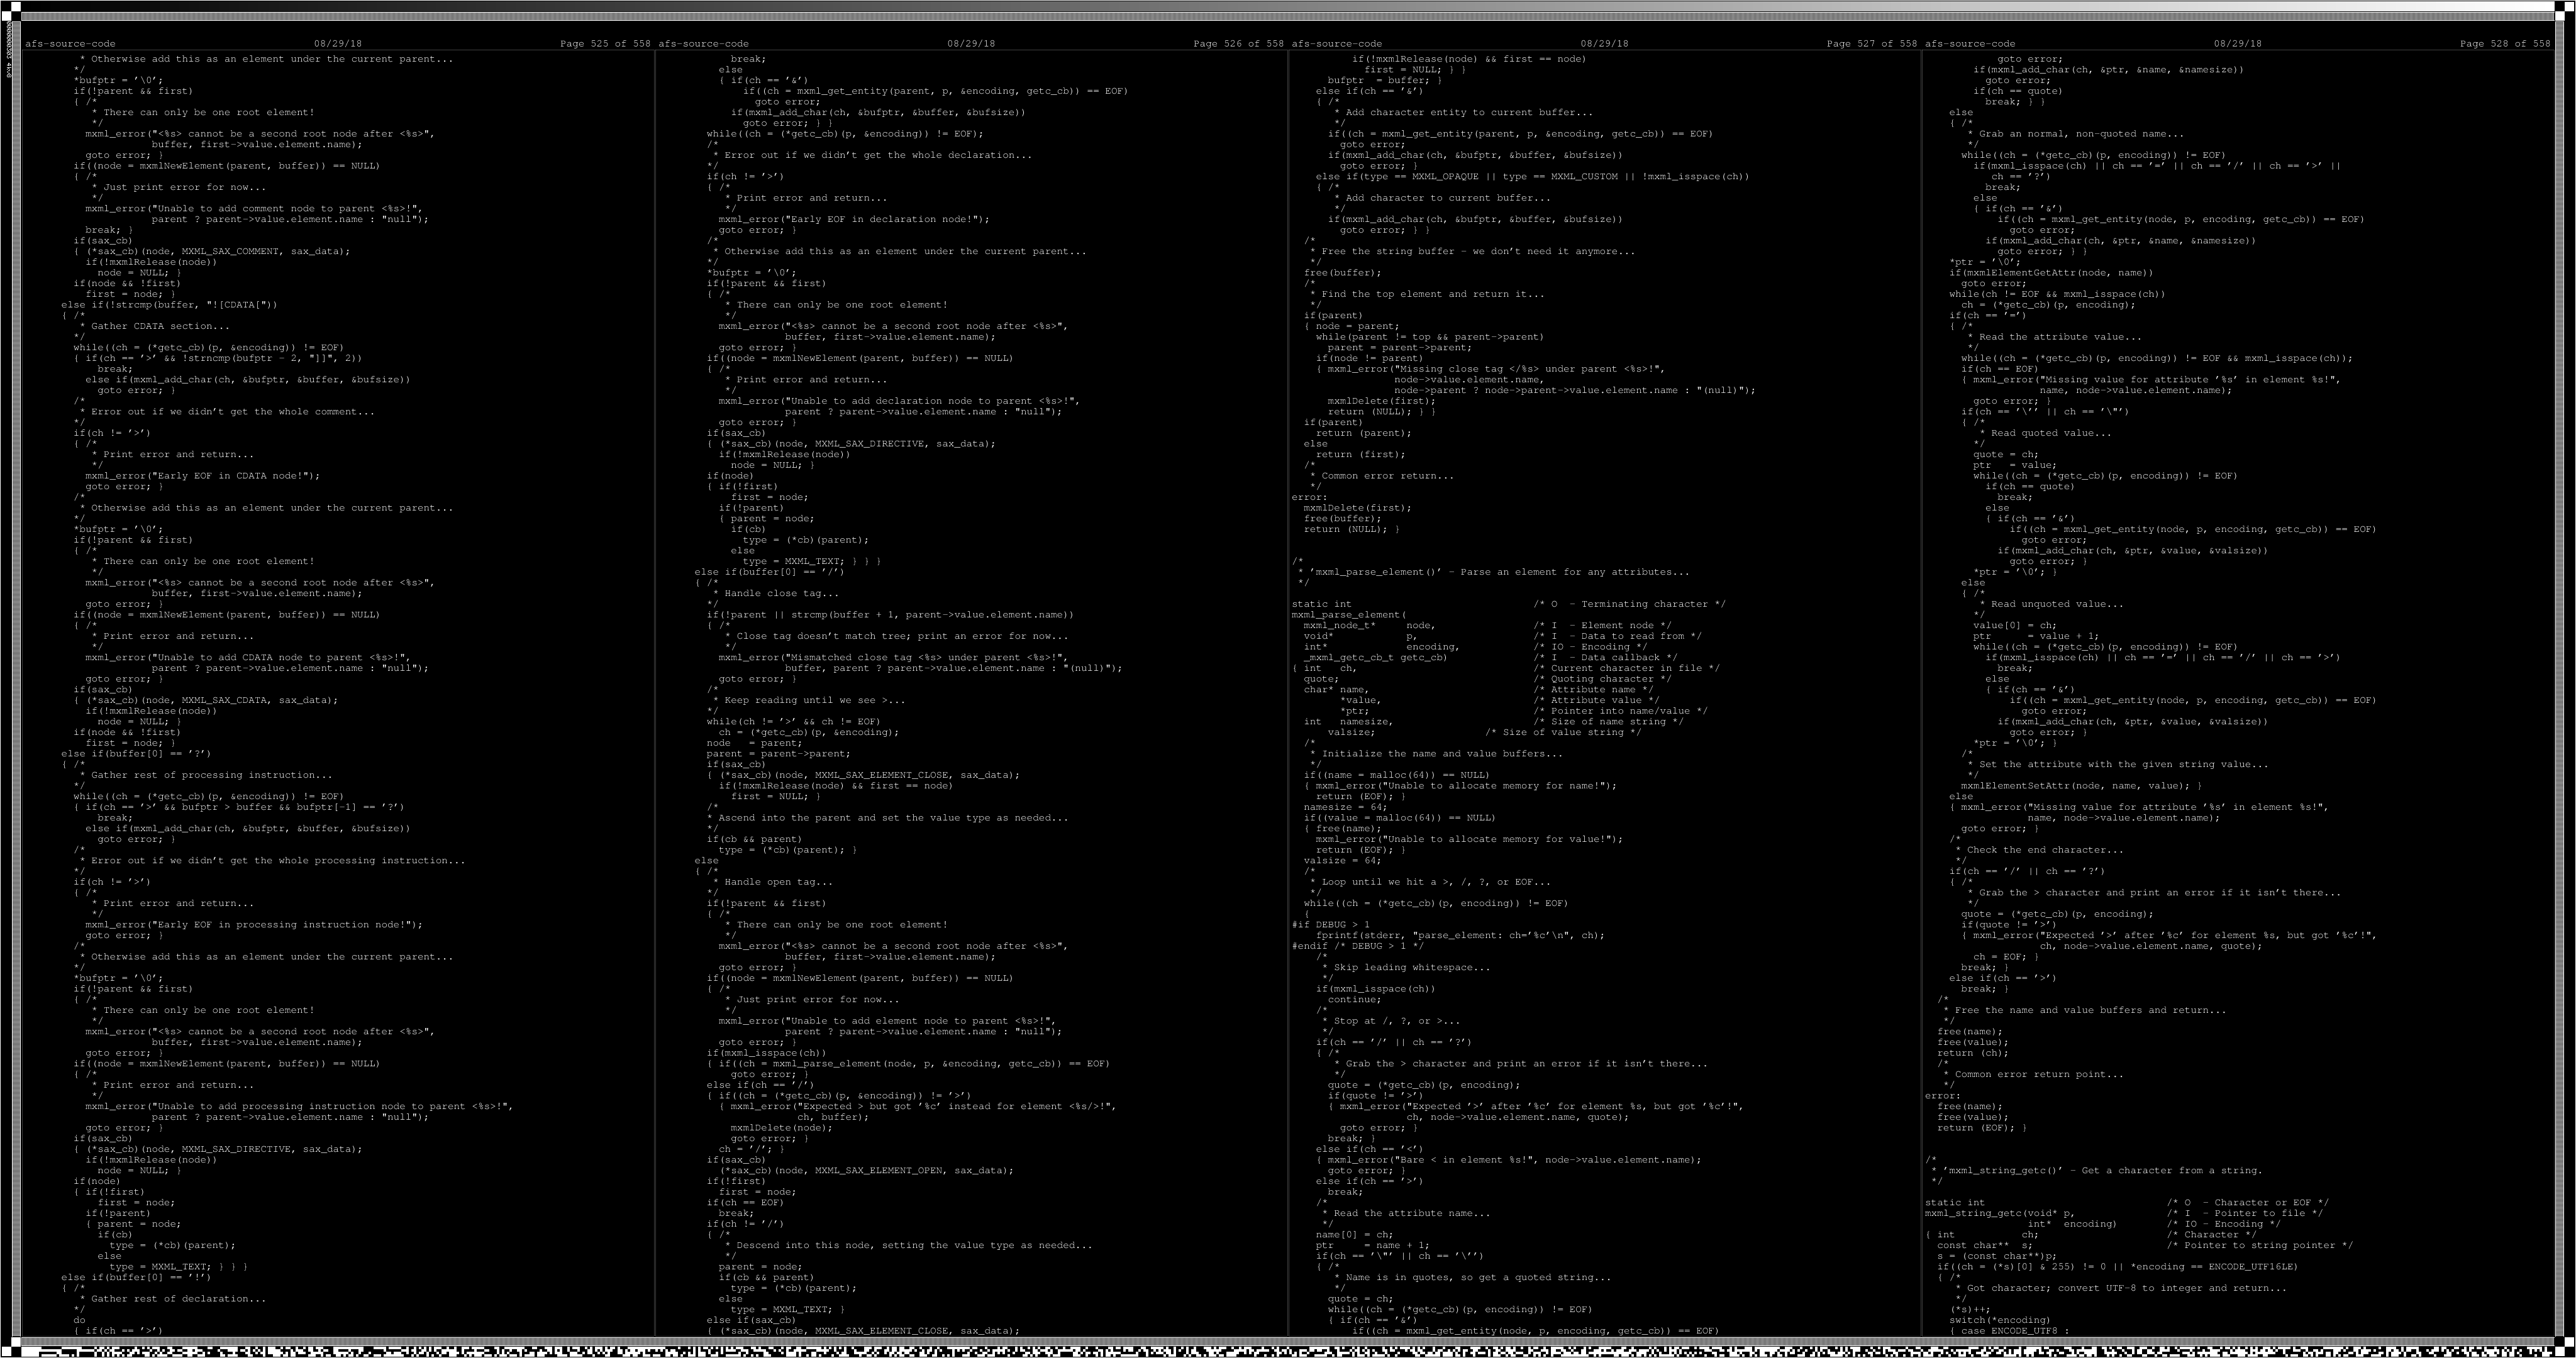 afs-source-code 08/29/18 Page 525 of 558
* Otherwise add this as an element under the current parent...
*/
*bufptr = '\0';
if(!parent && first)
{ /*
* There can only be one root element!
*/
mxml_error("<%s> cannot be a second root node after <%s>",
buffer, first->value.element.name);
goto error; }
if((node = mxmlNewElement(parent, buffer)) == NULL)
{ /*
* Just print error for now...
*/
mxml_error("Unable to add comment node to parent <%s>!",
parent ? parent->value.element.name : "null");
break; }
if(sax_cb)
{ (*sax_cb)(node, MXML_SAX_COMMENT, sax_data);
if(!mxmlRelease(node))
node = NULL; }
if(node && !first)
first = node; }
else if(!strcmp(buffer, "![CDATA["))
{ /*
* Gather CDATA section...
*/
while((ch = (*getc_cb)(p, &encoding)) != EOF)
{ if(ch == '>' && !strncmp(bufptr - 2, "]]", 2))
break;
else if(mxml_add_char(ch, &bufptr, &buffer, &bufsize))
goto error; }
/*
* Error out if we didn't get the whole comment...
*/
if(ch != '>')
{ /*
* Print error and return...
*/
mxml_error("Early EOF in CDATA node!");
goto error; }
/*
* Otherwise add this as an element under the current parent...
*/
*bufptr = '\0';
if(!parent && first)
{ /*
* There can only be one root element!
*/
mxml_error("<%s> cannot be a second root node after <%s>",
buffer, first->value.element.name);
goto error; }
if((node = mxmlNewElement(parent, buffer)) == NULL)
{ /*
* Print error and return...
*/
mxml_error("Unable to add CDATA node to parent <%s>!",
parent ? parent->value.element.name : "null");
goto error; }
if(sax_cb)
{ (*sax_cb)(node, MXML_SAX_CDATA, sax_data);
if(!mxmlRelease(node))
node = NULL; }
if(node && !first)
first = node; }
else if(buffer[0] == '?')
{ /*
* Gather rest of processing instruction...
*/
while((ch = (*getc_cb)(p, &encoding)) != EOF)
{ if(ch == '>' && bufptr > buffer && bufptr[-1] == '?')
break;
else if(mxml_add_char(ch, &bufptr, &buffer, &bufsize))
goto error; }
/*
* Error out if we didn't get the whole processing instruction...
*/
if(ch != '>')
{ /*
* Print error and return...
*/
mxml_error("Early EOF in processing instruction node!");
goto error; }
/*
* Otherwise add this as an element under the current parent...
*/
*bufptr = '\0';
if(!parent && first)
{ /*
* There can only be one root element!
*/
mxml_error("<%s> cannot be a second root node after <%s>",
buffer, first->value.element.name);
goto error; }
if((node = mxmlNewElement(parent, buffer)) == NULL)
{ /*
* Print error and return...
*/
mxml_error("Unable to add processing instruction node to parent <%s>!",
parent ? parent->value.element.name : "null");
goto error; }
if(sax_cb)
{ (*sax_cb)(node, MXML_SAX_DIRECTIVE, sax_data);
if(!mxmlRelease(node))
node = NULL; }
if(node)
{ if(!first)
first = node;
if(!parent)
{ parent = node;
if(cb)
type = (*cb)(parent);
else
type = MXML_TEXT; } } }
else if(buffer[0] == '!')
{ /*
* Gather rest of declaration...
*/
do
{ if(ch == '>')
afs-source-code 08/29/18 Page 526 of 558
break;
else
{ if(ch == '&')
if((ch = mxml_get_entity(parent, p, &encoding, getc_cb)) == EOF)
goto error;
if(mxml_add_char(ch, &bufptr, &buffer, &bufsize))
goto error; } }
while((ch = (*getc_cb)(p, &encoding)) != EOF);
/*
* Error out if we didn't get the whole declaration...
*/
if(ch != '>')
{ /*
* Print error and return...
*/
mxml_error("Early EOF in declaration node!");
goto error; }
/*
* Otherwise add this as an element under the current parent...
*/
*bufptr = '\0';
if(!parent && first)
{ /*
* There can only be one root element!
*/
mxml_error("<%s> cannot be a second root node after <%s>",
buffer, first->value.element.name);
goto error; }
if((node = mxmlNewElement(parent, buffer)) == NULL)
{ /*
* Print error and return...
*/
mxml_error("Unable to add declaration node to parent <%s>!",
parent ? parent->value.element.name : "null");
goto error; }
if(sax_cb)
{ (*sax_cb)(node, MXML_SAX_DIRECTIVE, sax_data);
if(!mxmlRelease(node))
node = NULL; }
if(node)
{ if(!first)
first = node;
if(!parent)
{ parent = node;
if(cb)
type = (*cb)(parent);
else
type = MXML_TEXT; } } }
else if(buffer[0] == '/')
{ /*
* Handle close tag...
*/
if(!parent || strcmp(buffer + 1, parent->value.element.name))
{ /*
* Close tag doesn't match tree; print an error for now...
*/
mxml_error("Mismatched close tag <%s> under parent <%s>!",
buffer, parent ? parent->value.element.name : "(null)");
goto error; }
/*
* Keep reading until we see >...
*/
while(ch != '>' && ch != EOF)
ch = (*getc_cb)(p, &encoding);
node = parent;
parent = parent->parent;
if(sax_cb)
{ (*sax_cb)(node, MXML_SAX_ELEMENT_CLOSE, sax_data);
if(!mxmlRelease(node) && first == node)
first = NULL; }
/*
* Ascend into the parent and set the value type as needed...
*/
if(cb && parent)
type = (*cb)(parent); }
else
{ /*
* Handle open tag...
*/
if(!parent && first)
{ /*
* There can only be one root element!
*/
mxml_error("<%s> cannot be a second root node after <%s>",
buffer, first->value.element.name);
goto error; }
if((node = mxmlNewElement(parent, buffer)) == NULL)
{ /*
* Just print error for now...
*/
mxml_error("Unable to add element node to parent <%s>!",
parent ? parent->value.element.name : "null");
goto error; }
if(mxml_isspace(ch))
{ if((ch = mxml_parse_element(node, p, &encoding, getc_cb)) == EOF)
goto error; }
else if(ch == '/')
{ if((ch = (*getc_cb)(p, &encoding)) != '>')
{ mxml_error("Expected > but got '%c' instead for element <%s/>!",
ch, buffer);
mxmlDelete(node);
goto error; }
ch = '/'; }
if(sax_cb)
(*sax_cb)(node, MXML_SAX_ELEMENT_OPEN, sax_data);
if(!first)
first = node;
if(ch == EOF)
break;
if(ch != '/')
{ /*
* Descend into this node, setting the value type as needed...
*/
parent = node;
if(cb && parent)
type = (*cb)(parent);
else
type = MXML_TEXT; }
else if(sax_cb)
{ (*sax_cb)(node, MXML_SAX_ELEMENT_CLOSE, sax_data);
afs-source-code 08/29/18 Page 527 of 558
if(!mxmlRelease(node) && first == node)
first = NULL; } }
bufptr = buffer; }
else if(ch == '&')
{ /*
* Add character entity to current buffer...
*/
if((ch = mxml_get_entity(parent, p, &encoding, getc_cb)) == EOF)
goto error;
if(mxml_add_char(ch, &bufptr, &buffer, &bufsize))
goto error; }
else if(type == MXML_OPAQUE || type == MXML_CUSTOM || !mxml_isspace(ch))
{ /*
* Add character to current buffer...
*/
if(mxml_add_char(ch, &bufptr, &buffer, &bufsize))
goto error; } }
/*
* Free the string buffer - we don't need it anymore...
*/
free(buffer);
/*
* Find the top element and return it...
*/
if(parent)
{ node = parent;
while(parent != top && parent->parent)
parent = parent->parent;
if(node != parent)
{ mxml_error("Missing close tag </%s> under parent <%s>!",
node->value.element.name,
node->parent ? node->parent->value.element.name : "(null)");
mxmlDelete(first);
return (NULL); } }
if(parent)
return (parent);
else
return (first);
/*
* Common error return...
*/
error:
mxmlDelete(first);
free(buffer);
return (NULL); }
/*
* 'mxml_parse_element()' - Parse an element for any attributes...
*/
static int /* O - Terminating character */
mxml_parse_element(
mxml_node_t* node, /* I - Element node */
void* p, /* I - Data to read from */
int* encoding, /* IO - Encoding */
_mxml_getc_cb_t getc_cb) /* I - Data callback */
{ int ch, /* Current character in file */
quote; /* Quoting character */
char* name, /* Attribute name */
*value, /* Attribute value */
*ptr; /* Pointer into name/value */
int namesize, /* Size of name string */
valsize; /* Size of value string */
/*
* Initialize the name and value buffers...
*/
if((name = malloc(64)) == NULL)
{ mxml_error("Unable to allocate memory for name!");
return (EOF); }
namesize = 64;
if((value = malloc(64)) == NULL)
{ free(name);
mxml_error("Unable to allocate memory for value!");
return (EOF); }
valsize = 64;
/*
* Loop until we hit a >, /, ?, or EOF...
*/
while((ch = (*getc_cb)(p, encoding)) != EOF)
{
#if DEBUG > 1
fprintf(stderr, "parse_element: ch='%c'\n", ch);
#endif /* DEBUG > 1 */
/*
* Skip leading whitespace...
*/
if(mxml_isspace(ch))
continue;
/*
* Stop at /, ?, or >...
*/
if(ch == '/' || ch == '?')
{ /*
* Grab the > character and print an error if it isn't there...
*/
quote = (*getc_cb)(p, encoding);
if(quote != '>')
{ mxml_error("Expected '>' after '%c' for element %s, but got '%c'!",
ch, node->value.element.name, quote);
goto error; }
break; }
else if(ch == '<')
{ mxml_error("Bare < in element %s!", node->value.element.name);
goto error; }
else if(ch == '>')
break;
/*
* Read the attribute name...
*/
name[0] = ch;
ptr = name + 1;
if(ch == '\"' || ch == '\'')
{ /*
* Name is in quotes, so get a quoted string...
*/
quote = ch;
while((ch = (*getc_cb)(p, encoding)) != EOF)
{ if(ch == '&')
if((ch = mxml_get_entity(node, p, encoding, getc_cb)) == EOF)
afs-source-code 08/29/18 Page 528 of 558
goto error;
if(mxml_add_char(ch, &ptr, &name, &namesize))
goto error;
if(ch == quote)
break; } }
else
{ /*
* Grab an normal, non-quoted name...
*/
while((ch = (*getc_cb)(p, encoding)) != EOF)
if(mxml_isspace(ch) || ch == '=' || ch == '/' || ch == '>' ||
ch == '?')
break;
else
{ if(ch == '&')
if((ch = mxml_get_entity(node, p, encoding, getc_cb)) == EOF)
goto error;
if(mxml_add_char(ch, &ptr, &name, &namesize))
goto error; } }
*ptr = '\0';
if(mxmlElementGetAttr(node, name))
goto error;
while(ch != EOF && mxml_isspace(ch))
ch = (*getc_cb)(p, encoding);
if(ch == '=')
{ /*
* Read the attribute value...
*/
while((ch = (*getc_cb)(p, encoding)) != EOF && mxml_isspace(ch));
if(ch == EOF)
{ mxml_error("Missing value for attribute '%s' in element %s!",
name, node->value.element.name);
goto error; }
if(ch == '\'' || ch == '\"')
{ /*
* Read quoted value...
*/
quote = ch;
ptr = value;
while((ch = (*getc_cb)(p, encoding)) != EOF)
if(ch == quote)
break;
else
{ if(ch == '&')
if((ch = mxml_get_entity(node, p, encoding, getc_cb)) == EOF)
goto error;
if(mxml_add_char(ch, &ptr, &value, &valsize))
goto error; }
*ptr = '\0'; }
else
{ /*
* Read unquoted value...
*/
value[0] = ch;
ptr = value + 1;
while((ch = (*getc_cb)(p, encoding)) != EOF)
if(mxml_isspace(ch) || ch == '=' || ch == '/' || ch == '>')
break;
else
{ if(ch == '&')
if((ch = mxml_get_entity(node, p, encoding, getc_cb)) == EOF)
goto error;
if(mxml_add_char(ch, &ptr, &value, &valsize))
goto error; }
*ptr = '\0'; }
/*
* Set the attribute with the given string value...
*/
mxmlElementSetAttr(node, name, value); }
else
{ mxml_error("Missing value for attribute '%s' in element %s!",
name, node->value.element.name);
goto error; }
/*
* Check the end character...
*/
if(ch == '/' || ch == '?')
{ /*
* Grab the > character and print an error if it isn't there...
*/
quote = (*getc_cb)(p, encoding);
if(quote != '>')
{ mxml_error("Expected '>' after '%c' for element %s, but got '%c'!",
ch, node->value.element.name, quote);
ch = EOF; }
break; }
else if(ch == '>')
break; }
/*
* Free the name and value buffers and return...
*/
free(name);
free(value);
return (ch);
/*
* Common error return point...
*/
error:
free(name);
free(value);
return (EOF); }
/*
* 'mxml_string_getc()' - Get a character from a string.
*/
static int /* O - Character or EOF */
mxml_string_getc(void* p, /* I - Pointer to file */
int* encoding) /* IO - Encoding */
{ int ch; /* Character */
const char** s; /* Pointer to string pointer */
s = (const char**)p;
if((ch = (*s)[0] & 255) != 0 || *encoding == ENCODE_UTF16LE)
{ /*
* Got character; convert UTF-8 to integer and return...
*/
(*s)++;
switch(*encoding)
{ case ENCODE_UTF8 :